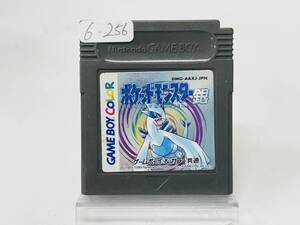 6-256
Nintendo GAME BOY
DMG-AAXJ-JPN
ポケットモンスター銀
GAME BOY COLOR
ゲームボーイ&カラー共通